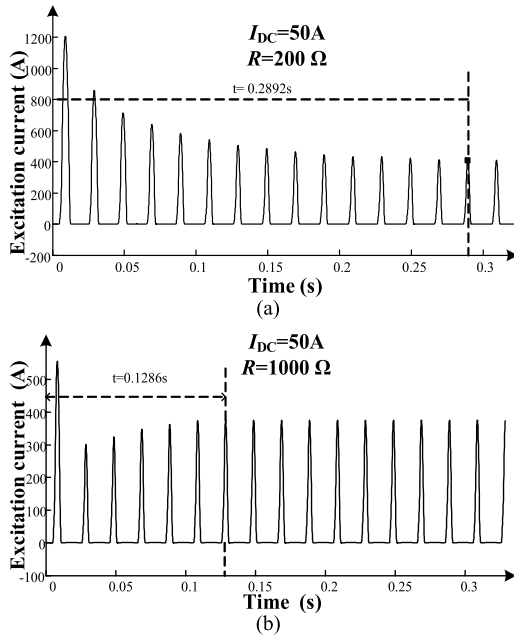 (a)
I_DC=50A
R=200 Ω
t= 0.2892s
Excitation current (A)
1200
1000
800
600
400
200
0
-200
0
0.05
0.1
0.15
0.2
0.25
0.3
Time (s)
(a)
I_DC=50A
R=1000 Ω
t=0.1286s
Excitation current (A)
500
400
300
200
100
0
-100
0
0.05
0.1
0.15
0.2
0.25
0.3
Time (s)
(b)